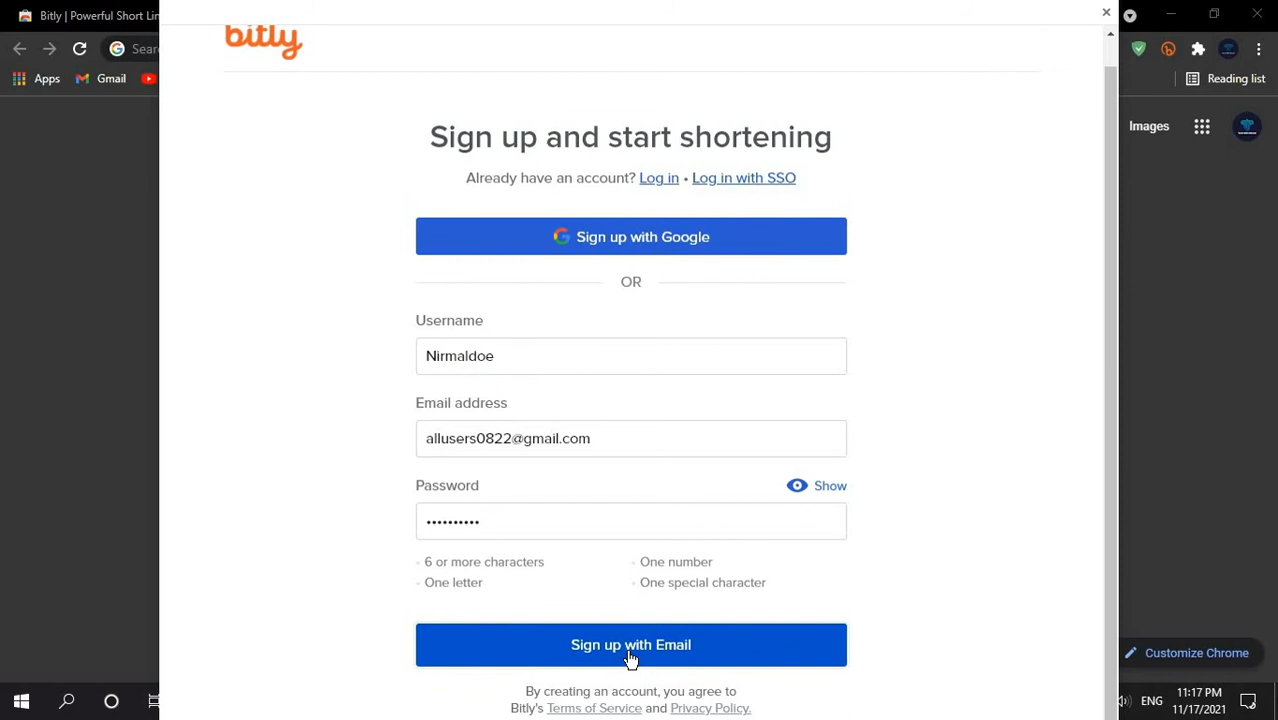 Bitly | Powerful Short Lin
Sear
Apps
Gmail
Reading list
Images
bitly
Sign up and start shortening
Already have an account? Log in • Log in with SSO
Sign up with Google
OR
Username
Nirmaldoe
Email address
allusers0822@gmail.com
Password
Show
••••••••••
6 or more characters
One number
One letter
One special character
Sign up with Email
By creating an account, you agree to
Bitly's Terms of Service and Privacy Policy.
Customize Chrome
ENG
11:17 PM
11/17/2021